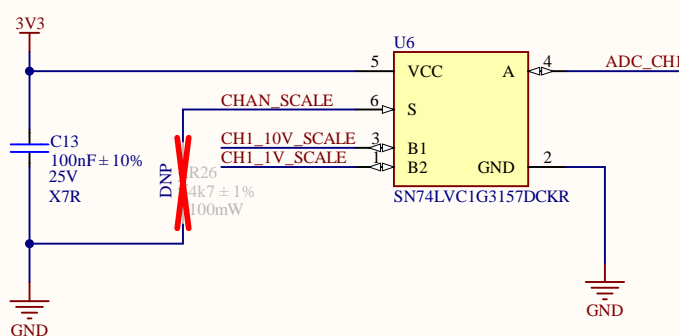 3V3
U6
5
VCC
A
4
ADC_CH1
CHAN_SCALE
6
S
C13
100nF ± 10%
25V
X7R
CH1_10V_SCALE
3
B1
CH1_1V_SCALE
1
B2
GND
2
DNP
R26
4k7 ± 1%
100mW
SN74LVC1G3157DCKR
GND
GND